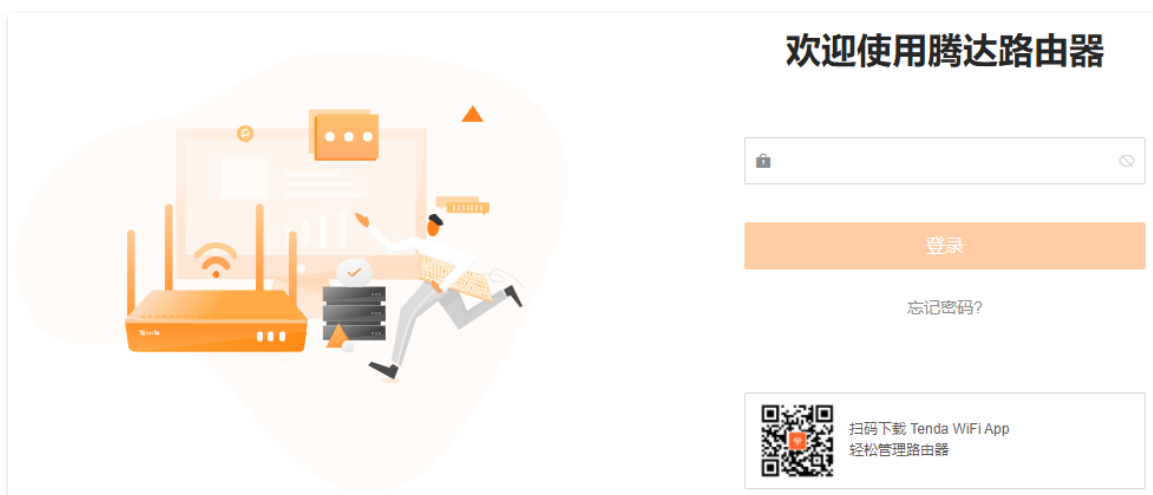 欢迎使用腾达路由器
Tenda
登录
忘记密码?
扫码下载 Tenda WiFi App
轻松管理路由器